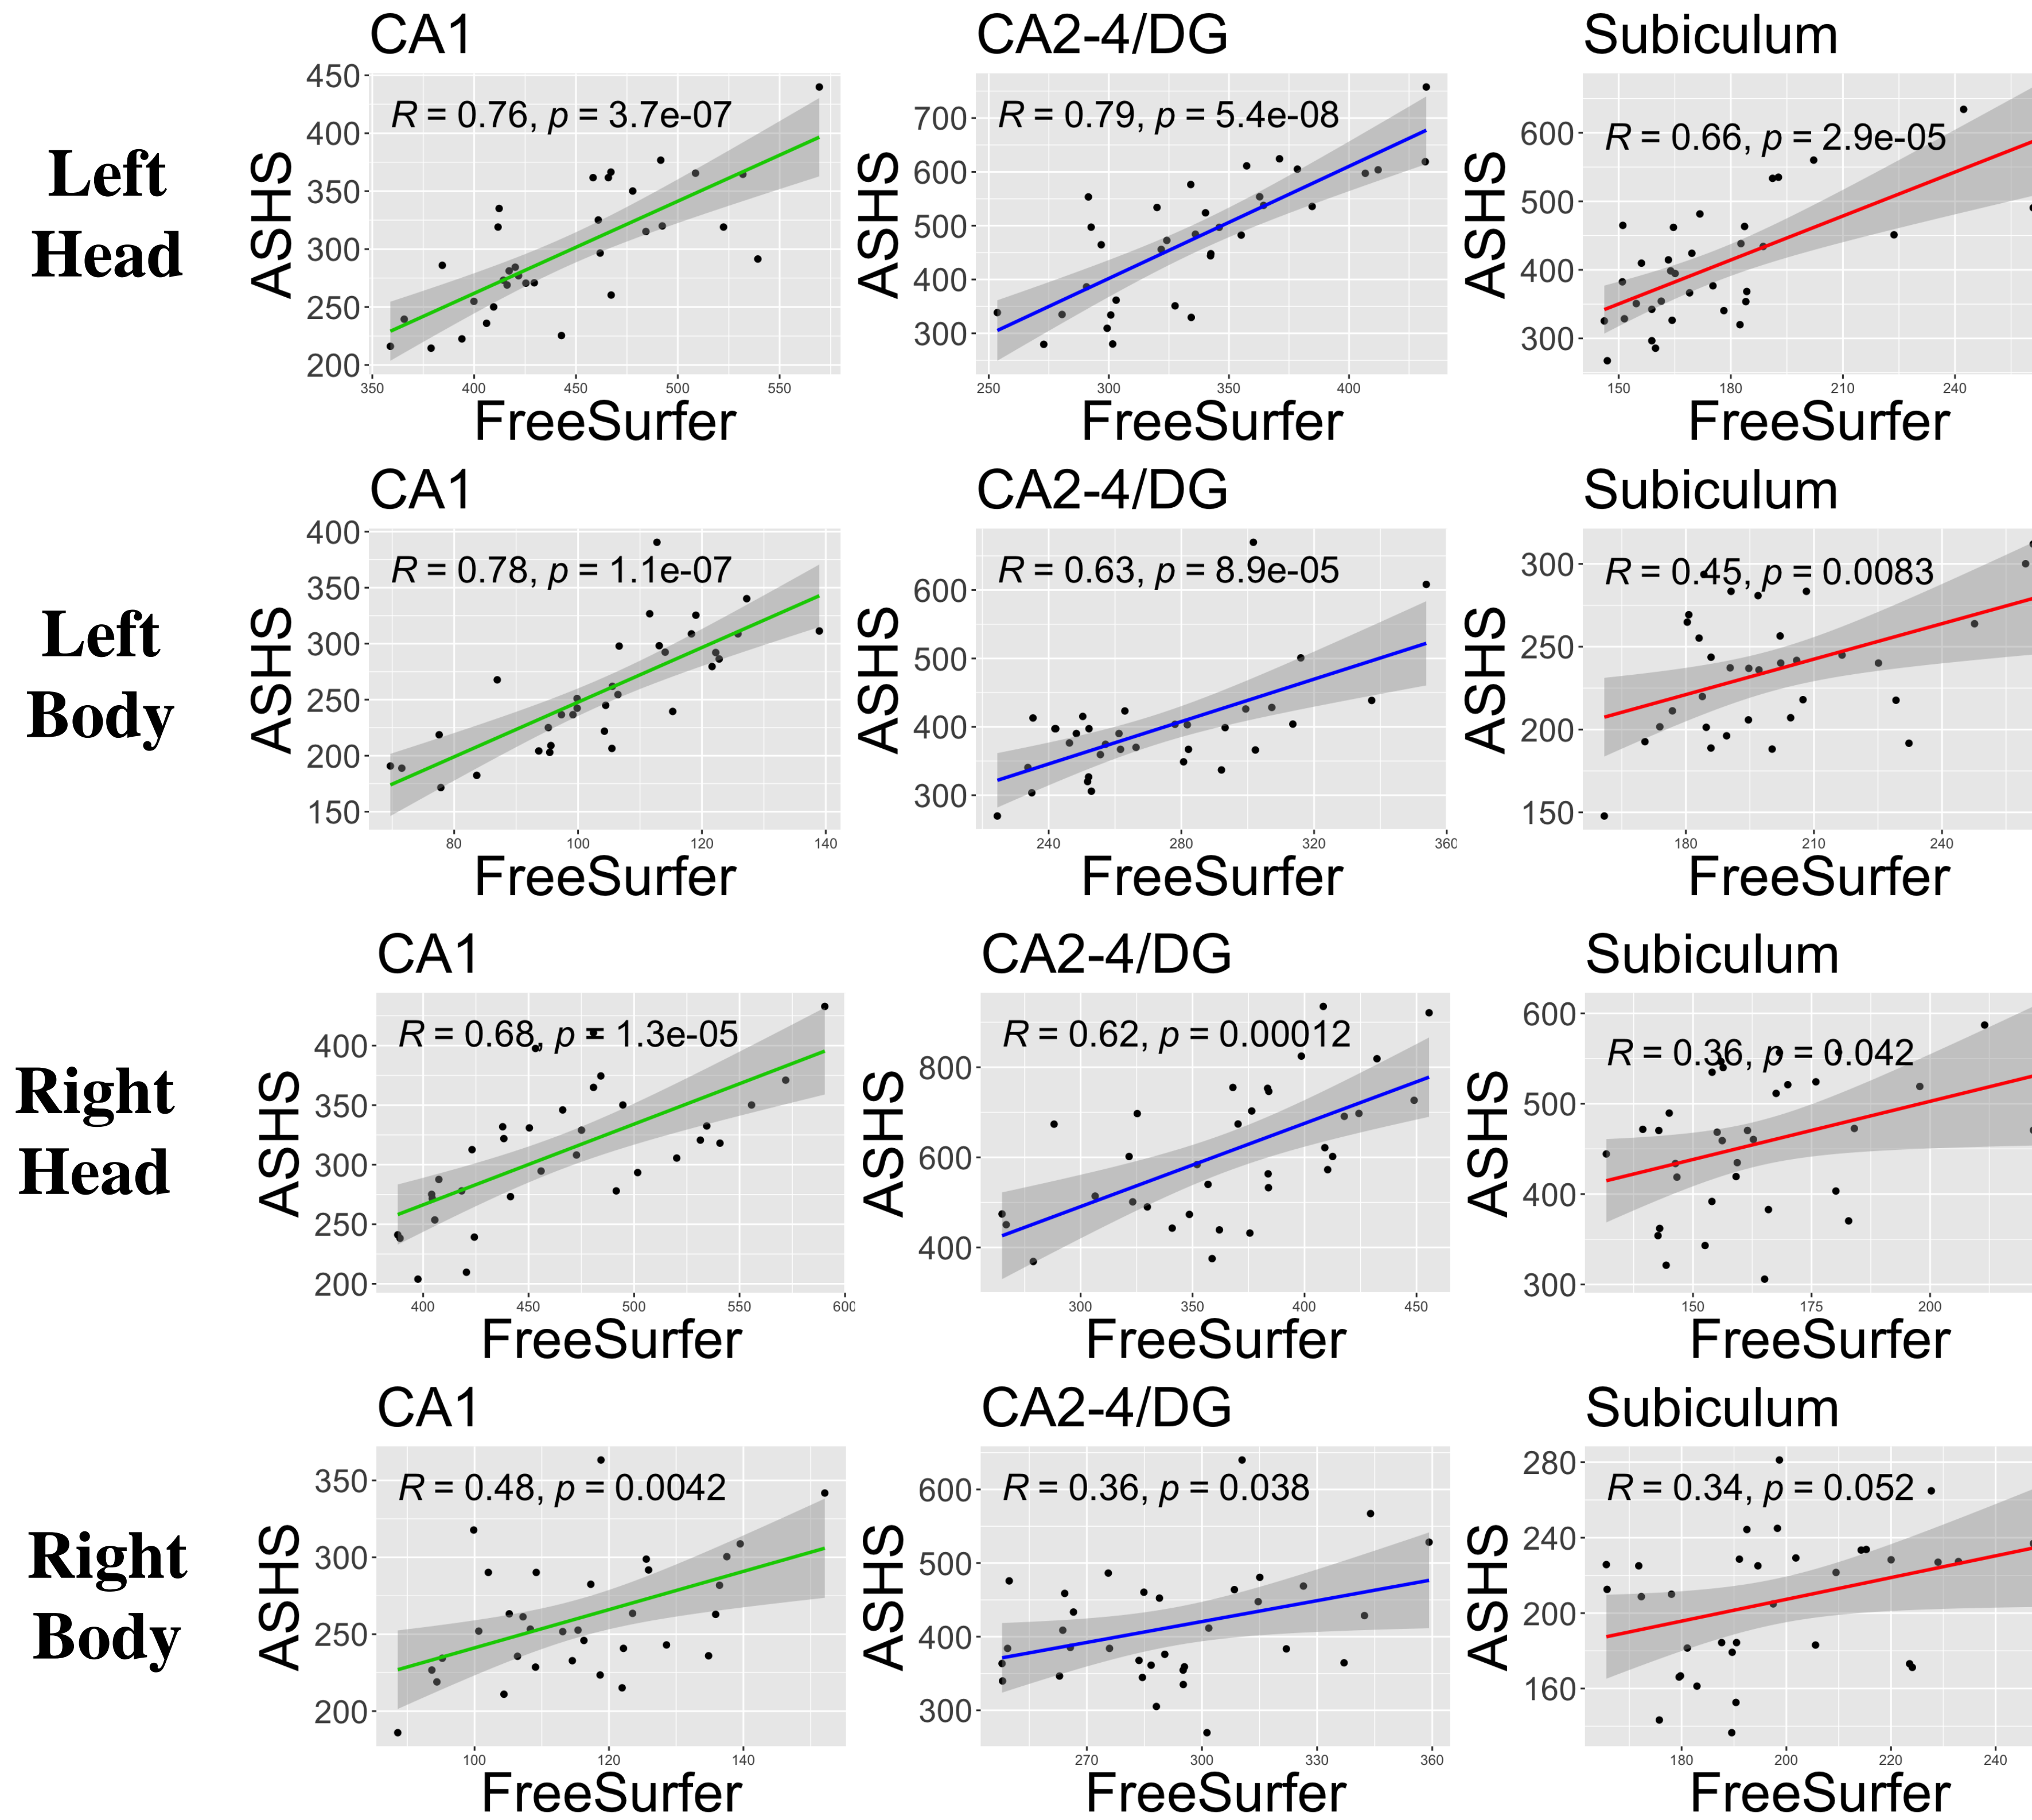 CA1 CA2-4/DG Subiculum
Left Head
ASHS 450 400 350 300 250 200
R = 0.76, p = 3.7e-07
350 400 450 500 550
FreeSurfer
ASHS 700 600 500 400 300
R = 0.79, p = 5.4e-08
250 300 350 400
FreeSurfer
ASHS 600 500 400 300
R = 0.66, p = 2.9e-05
150 180 210 240
FreeSurfer
CA1 CA2-4/DG Subiculum
Left Body
ASHS 400 350 300 250 200 150
R = 0.78, p = 1.1e-07
80 100 120 140
FreeSurfer
ASHS 600 500 400 300
R = 0.63, p = 8.9e-05
240 280 320 360
FreeSurfer
ASHS 300 250 200 150
R = 0.45, p = 0.0083
180 210 240
FreeSurfer
CA1 CA2-4/DG Subiculum
Right Head
ASHS 400 350 300 250 200
R = 0.68, p = 1.3e-05
400 450 500 550 600
FreeSurfer
ASHS 800 600 400
R = 0.62, p = 0.00012
300 350 400 450
FreeSurfer
ASHS 600 500 400 300
R = 0.36, p = 0.042
150 175 200
FreeSurfer
CA1 CA2-4/DG Subiculum
Right Body
ASHS 350 300 250 200
R = 0.48, p = 0.0042
100 120 140
FreeSurfer
ASHS 600 500 400 300
R = 0.36, p = 0.038
270 300 330 360
FreeSurfer
ASHS 280 240 200 160
R = 0.34, p = 0.052
180 200 220 240
FreeSurfer